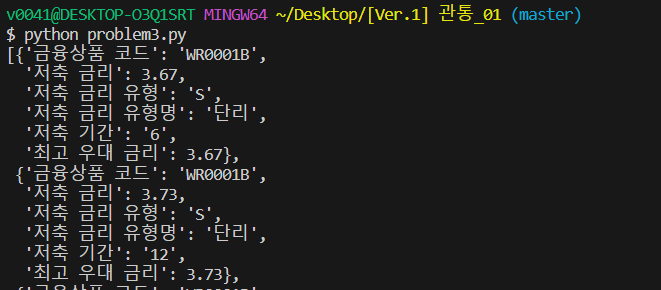 v0041@DESKTOP-O3Q1SRT MINGW64 ~/Desktop/[Ver.1] 관통_01 (master)
$ python problem3.py
[{'금융상품 코드': 'WR0001B',
'저축 금리': 3.67,
'저축 금리 유형': 'S',
'저축 금리 유형명': '단리',
'저축 기간': '6',
'최고 우대 금리': 3.67},
{'금융상품 코드': 'WR0001B',
'저축 금리': 3.73,
'저축 금리 유형': 'S',
'저축 금리 유형명': '단리',
'저축 기간': '12',
'최고 우대 금리': 3.73},